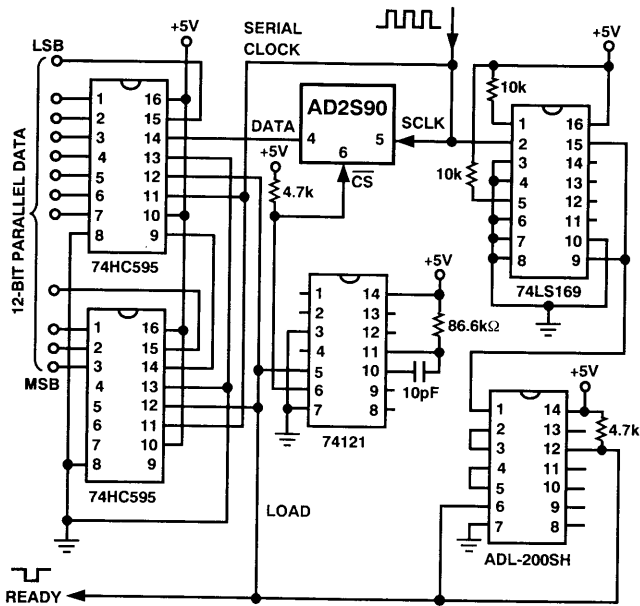 +5V
SERIAL
CLOCK
+5V
LSB
12-BIT PARALLEL DATA
MSB
1 16
2 15
3 14
4 13
5 12
6 11
7 10
8 9
74HC595
1 16
2 15
3 14
4 13
5 12
6 11
7 10
8 9
74HC595
DATA
AD2S90
4 5
6
SCLK
CS
+5V
4.7k
10k
10k
1 16
2 15
3 14
4 13
5 12
6 11
7 10
8 9
74LS169
+5V
86.6kΩ
10pF
1 14
2 13
3 12
4 11
5 10
6 9
7 8
74121
+5V
4.7k
1 14
2 13
3 12
4 11
5 10
6 9
7 8
ADL-200SH
LOAD
READY